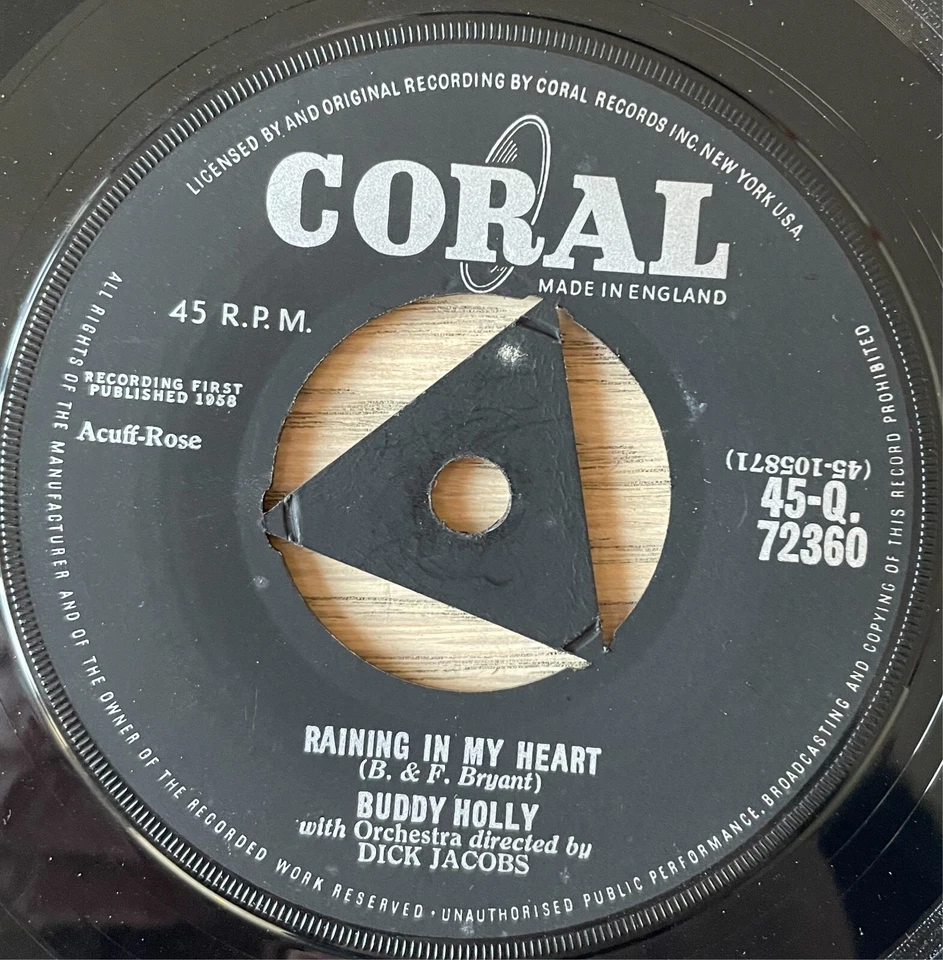 LICENSED BY AND ORIGINAL RECORDING BY CORAL RECORDS INC. NEW YORK U.S.A.
CORAL
MADE IN ENGLAND
45 R.P.M.
RECORDING FIRST
PUBLISHED 1958
Acuff-Rose
(45-105871)
45-Q.
72360
RAINING IN MY HEART
(B. & F. Bryant)
BUDDY HOLLY
with Orchestra directed by
DICK JACOBS
ALL RIGHTS OF THE MANUFACTURER AND OF THE OWNER OF THE RECORDED WORK RESERVED · UNAUTHORISED PUBLIC PERFORMANCE, BROADCASTING AND COPYING OF THIS RECORD PROHIBITED